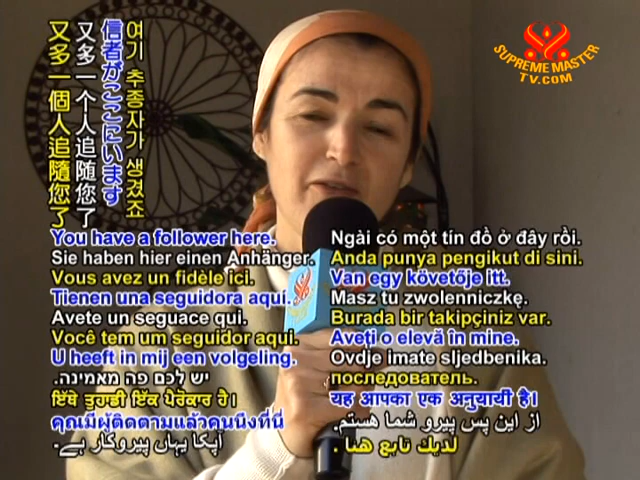 SUPREME MASTER
TV.COM
여기 추종자가 생겼죠
信者がここにいます
又多一个人追随您了
又多一個人追隨您了
You have a follower here.
Sie haben hier einen Anhänger.
Vous avez un fidèle ici.
Tienen una seguidora aquí.
Avete un seguace qui.
Você tem um seguidor aqui.
U heeft in mij een volgeling.
יש לכם פה מאמינה.
ਇੱਥੇ ਤੁਹਾਡੀ ਇੱਕ ਪੈਰੋਕਾਰ ਹੈ।
คุณมีผู้ติดตามแล้วคนนึงที่นี่
آپکا یہاں پیروکار ہے.
Ngài có một tín đồ ở đây rồi.
Anda punya pengikut di sini.
Van egy követője itt.
Masz tu zwolenniczkę.
Burada bir takipçiniz var.
Aveți o elevă în mine.
Ovdje imate sljedbenika.
последователь.
यह आपका एक अनुयायी है।
از این پس پیرو شما هستم.
لديك تابع هنا .